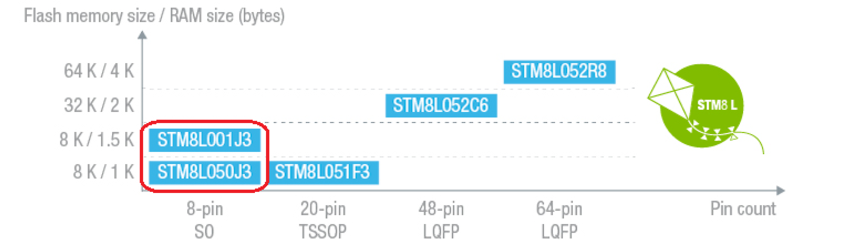 Flash memory size / RAM size (bytes)
64 K / 4 K
STM8L052R8
32 K / 2 K
STM8L052C6
STM8 L
8 K / 1.5 K
STM8L001J3
8 K / 1 K
STM8L050J3
STM8L051F3
8-pin
SO
20-pin
TSSOP
48-pin
LQFP
64-pin
LQFP
Pin count